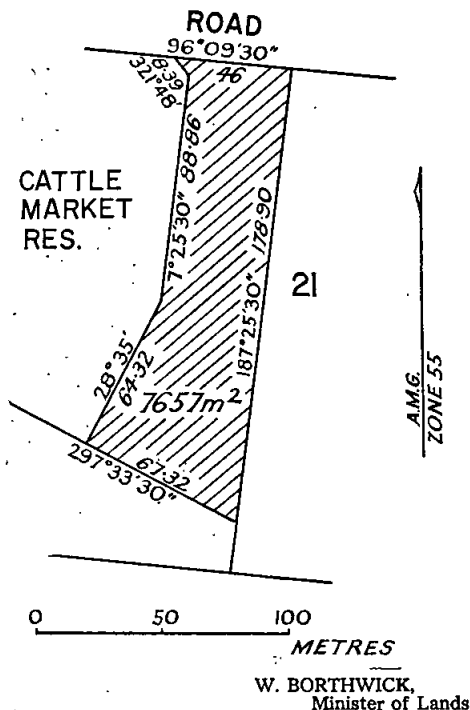 ROAD
96°09'30"
46
8·39
321°48'
88·86
7°25'30"
CATTLE
MARKET
RES.
178·90
187°25'30"
21
28°35'
64·32
7657m²
67·32
297°33'30"
A.M.G.
ZONE 55
0 50 100
METRES
W. BORTHWICK,
Minister of Lands